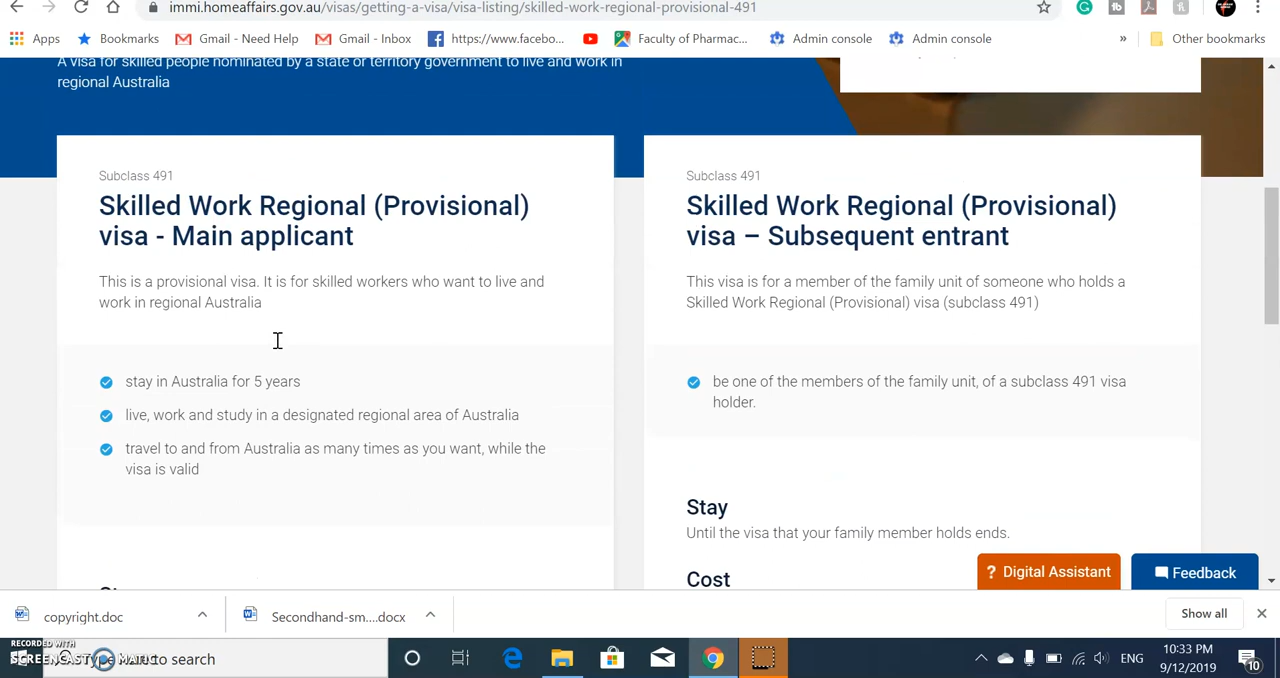 immi.homeaffairs.gov.au/visas/getting-a-visa/visa-listing/skilled-work-regional-provisional-491
Apps Bookmarks Gmail - Need Help Gmail - Inbox https://www.facebo... Faculty of Pharmac... Admin console Admin console » Other bookmarks
A visa for skilled people nominated by a state or territory government to live and work in
regional Australia
Subclass 491
Skilled Work Regional (Provisional)
visa - Main applicant
This is a provisional visa. It is for skilled workers who want to live and
work in regional Australia
stay in Australia for 5 years
live, work and study in a designated regional area of Australia
travel to and from Australia as many times as you want, while the
visa is valid
Subclass 491
Skilled Work Regional (Provisional)
visa – Subsequent entrant
This visa is for a member of the family unit of someone who holds a
Skilled Work Regional (Provisional) visa (subclass 491)
be one of the members of the family unit, of a subclass 491 visa
holder.
Stay
Until the visa that your family member holds ends.
Cost
? Digital Assistant
Feedback
copyright.doc
Secondhand-sm....docx
Show all
RECORDED WITH
SCREENCAST MATIC
to search
ENG
10:33 PM
9/12/2019
10